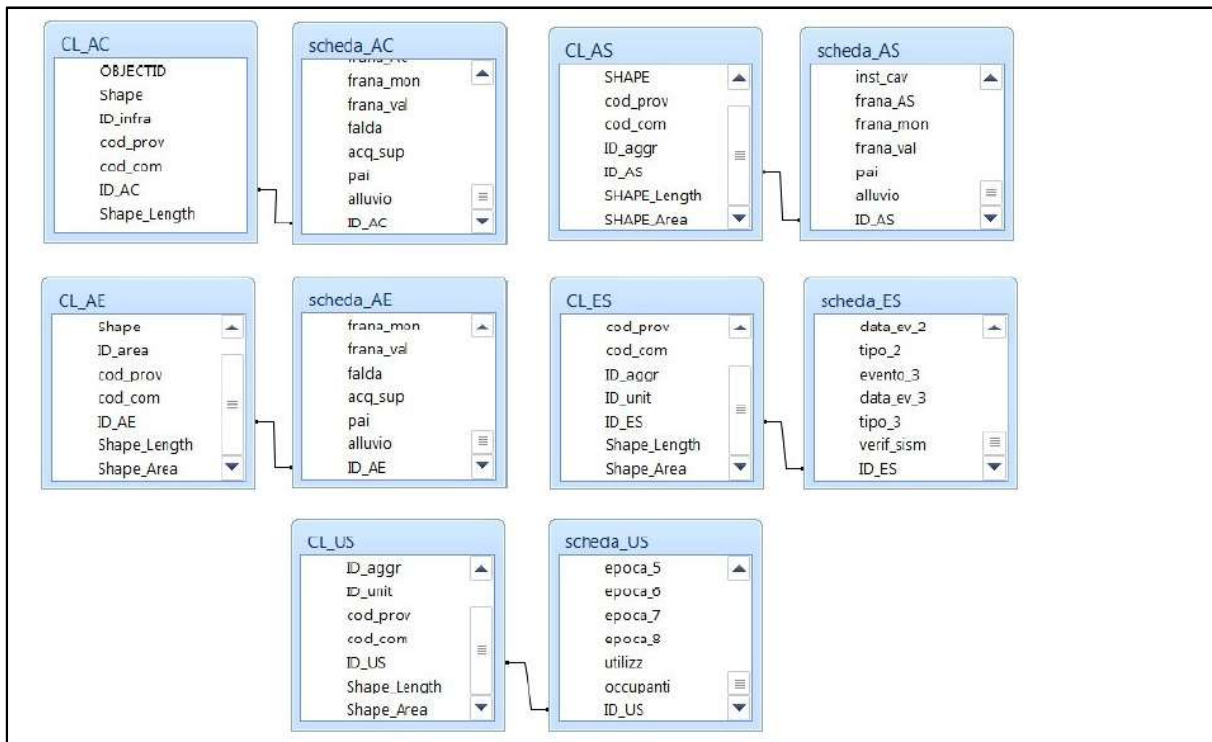 CL_AC
OBJECTID
Shape
ID_infra
cod_prov
cod_com
ID_AC
Shape_Length
scheda_AC
frana_mon
frana_val
falda
acq_sup
pai
alluvio
ID_AC
CL_AS
SHAPE
cod_prov
cod_com
ID_aggr
ID_AS
SHAPE_Length
SHAPE_Area
scheda_AS
inst_cav
frana_AS
frana_mon
frana_val
pai
alluvio
ID_AS
CL_AE
Shape
ID_area
cod_prov
cod_com
ID_AE
Shape_Length
Shape_Area
scheda_AE
frana_mon
frana_val
falda
acq_sup
pai
alluvio
ID_AE
CL_ES
cod_prov
cod_com
ID_aggr
ID_unit
ID_ES
Shape_Length
Shape_Area
scheda_ES
data_ev_2
tipo_2
evento_3
data_ev_3
tipo_3
verif_sism
ID_ES
CL_US
ID_aggr
ID_unit
cod_prov
cod_com
ID_US
Shape_Length
Shape_Area
scheda_US
epoca_5
epoca_6
epoca_7
epoca_8
utilizz
occupanti
ID_US